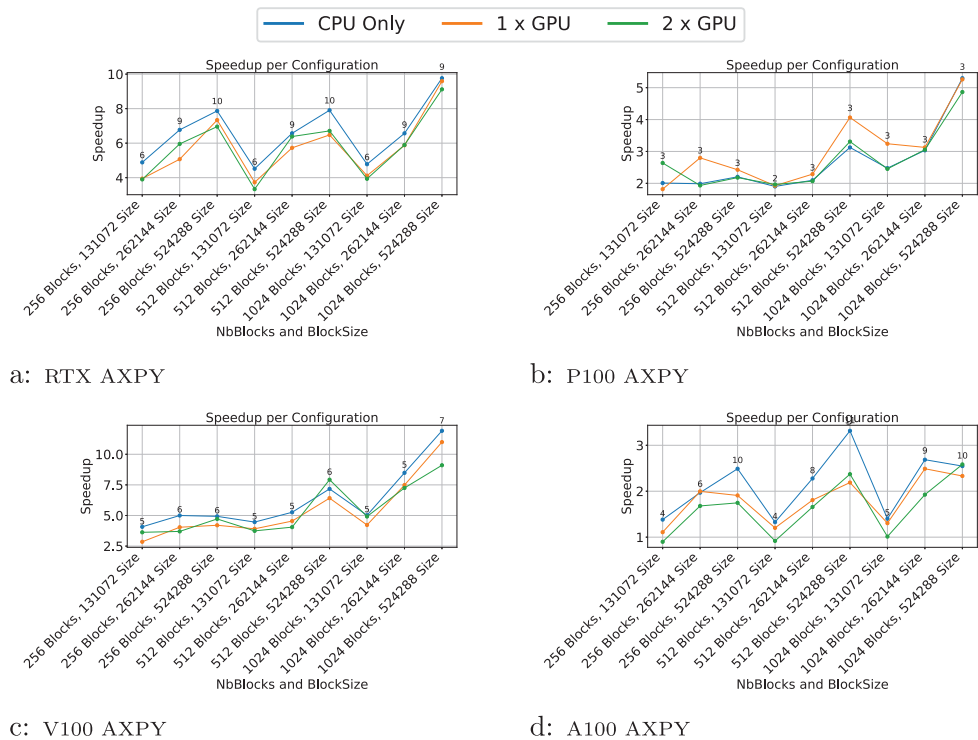 CPU Only 1 x GPU 2 x GPU
Speedup per Configuration
Speedup
10
8
6
4
6 9 10 6 9 10 6 9 9
256 Blocks, 131072 Size
256 Blocks, 262144 Size
256 Blocks, 524288 Size
512 Blocks, 131072 Size
512 Blocks, 262144 Size
512 Blocks, 524288 Size
1024 Blocks, 131072 Size
1024 Blocks, 262144 Size
1024 Blocks, 524288 Size
NbBlocks and BlockSize
a: RTX AXPY
Speedup per Configuration
Speedup
5
4
3
2
3 3 3 2 3 3 3 3 3
256 Blocks, 131072 Size
256 Blocks, 262144 Size
256 Blocks, 524288 Size
512 Blocks, 131072 Size
512 Blocks, 262144 Size
512 Blocks, 524288 Size
1024 Blocks, 131072 Size
1024 Blocks, 262144 Size
1024 Blocks, 524288 Size
NbBlocks and BlockSize
b: P100 AXPY
Speedup per Configuration
Speedup
10.0
7.5
5.0
2.5
5 6 5 5 5 6 5 5 7
256 Blocks, 131072 Size
256 Blocks, 262144 Size
256 Blocks, 524288 Size
512 Blocks, 131072 Size
512 Blocks, 262144 Size
512 Blocks, 524288 Size
1024 Blocks, 131072 Size
1024 Blocks, 262144 Size
1024 Blocks, 524288 Size
NbBlocks and BlockSize
c: V100 AXPY
Speedup per Configuration
Speedup
3
2
1
4 6 10 4 8 5 9 10
256 Blocks, 131072 Size
256 Blocks, 262144 Size
256 Blocks, 524288 Size
512 Blocks, 131072 Size
512 Blocks, 262144 Size
512 Blocks, 524288 Size
1024 Blocks, 131072 Size
1024 Blocks, 262144 Size
1024 Blocks, 524288 Size
NbBlocks and BlockSize
d: A100 AXPY